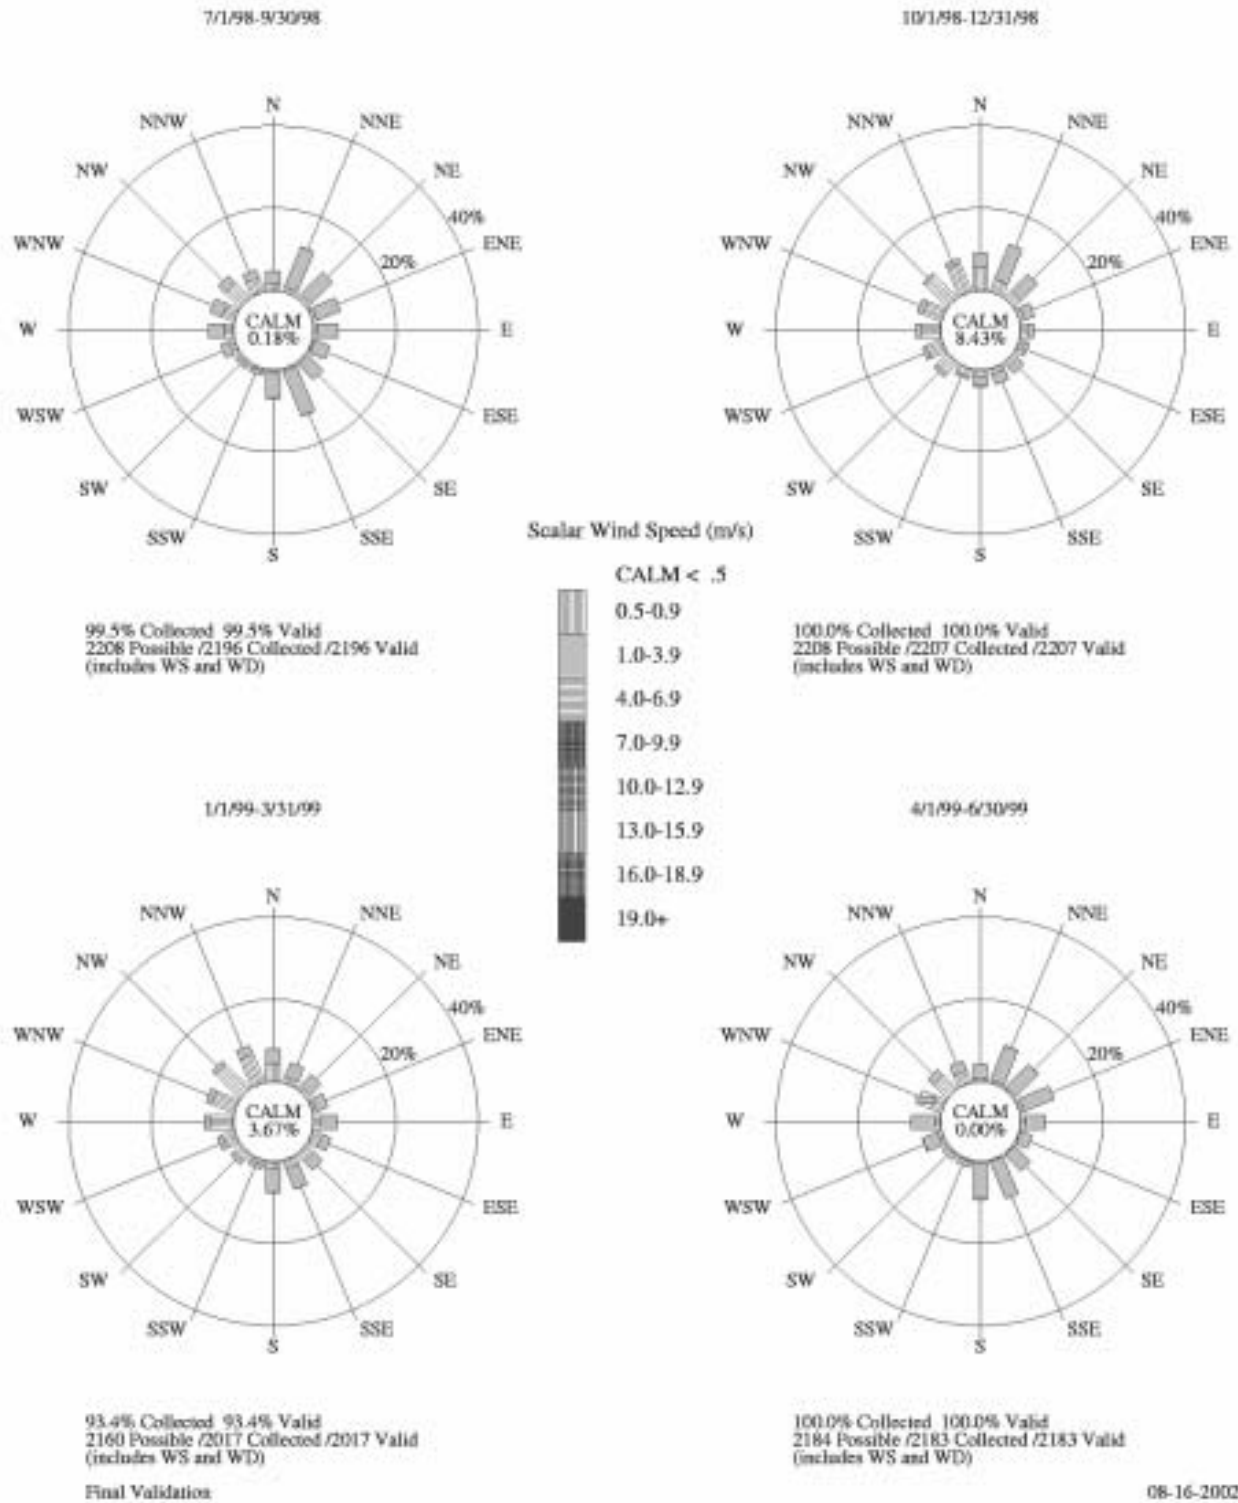 7/1/98-9/30/98
10/1/98-12/31/98
N
NNE
NE
40%
ENE
20%
E
ESE
SE
SSE
S
SSW
SW
WSW
W
WNW
NW
NNW
CALM
0.18%
N
NNE
NE
40%
ENE
20%
E
ESE
SE
SSE
S
SSW
SW
WSW
W
WNW
NW
NNW
CALM
8.43%
99.5% Collected 99.5% Valid
2208 Possible /2196 Collected /2196 Valid
(includes WS and WD)
100.0% Collected 100.0% Valid
2208 Possible /2207 Collected /2207 Valid
(includes WS and WD)
Scalar Wind Speed (m/s)
CALM < .5
0.5-0.9
1.0-3.9
4.0-6.9
7.0-9.9
10.0-12.9
13.0-15.9
16.0-18.9
19.0+
1/1/99-3/31/99
4/1/99-6/30/99
N
NNE
NE
40%
ENE
20%
E
ESE
SE
SSE
S
SSW
SW
WSW
W
WNW
NW
NNW
CALM
3.67%
N
NNE
NE
40%
ENE
20%
E
ESE
SE
SSE
S
SSW
SW
WSW
W
WNW
NW
NNW
CALM
0.00%
93.4% Collected 93.4% Valid
2160 Possible /2017 Collected /2017 Valid
(includes WS and WD)
100.0% Collected 100.0% Valid
2184 Possible /2183 Collected /2183 Valid
(includes WS and WD)
Final Validation
08-16-2002